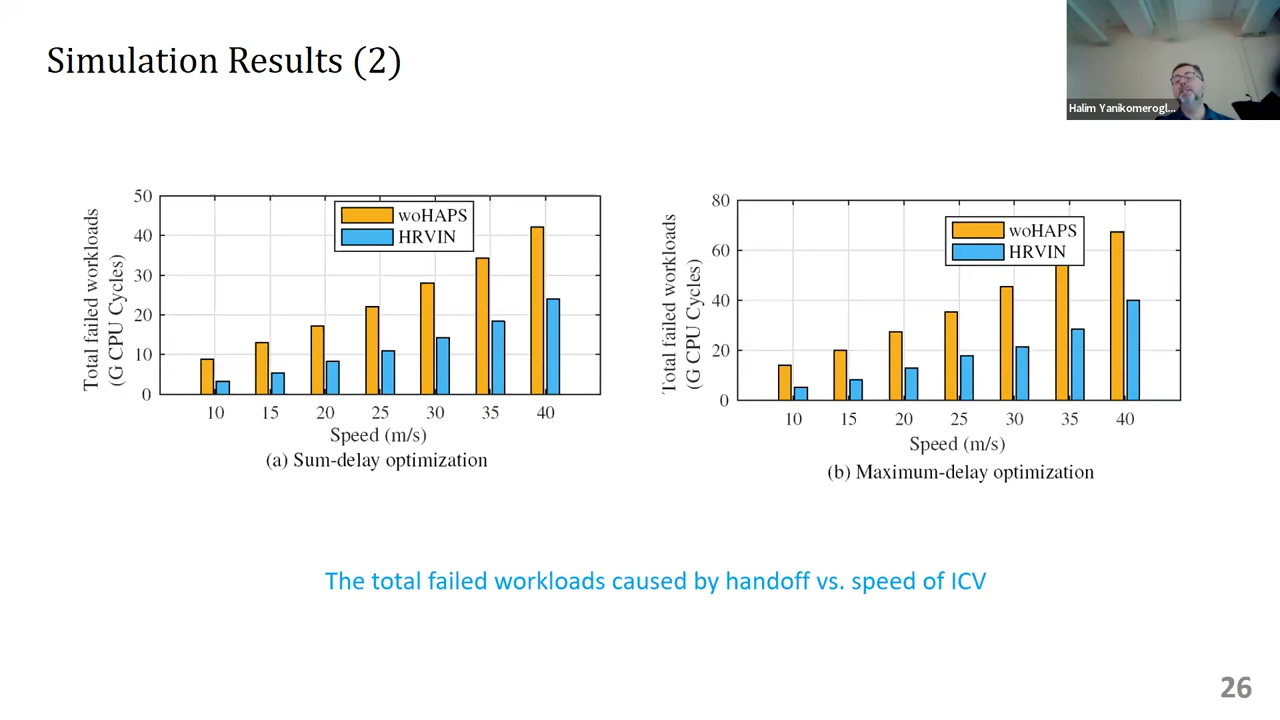 Simulation Results (2)
Halim Yanikomerogl...
50
40
30
20
10
0
Total failed workloads
(G CPU Cycles)
woHAPS
HRVIN
10 15 20 25 30 35 40
Speed (m/s)
(a) Sum-delay optimization
80
60
40
20
0
Total failed workloads
(G CPU Cycles)
woHAPS
HRVIN
10 15 20 25 30 35 40
Speed (m/s)
(b) Maximum-delay optimization
The total failed workloads caused by handoff vs. speed of ICV
26